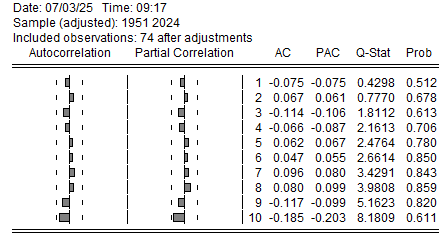 Date: 07/03/25 Time: 09:17
Sample (adjusted): 1951 2024
Included observations: 74 after adjustments
Autocorrelation Partial Correlation AC PAC Q-Stat Prob
1 -0.075 -0.075 0.4298 0.512
2 0.067 0.061 0.7770 0.678
3 -0.114 -0.106 1.8112 0.613
4 -0.066 -0.087 2.1613 0.706
5 0.062 0.067 2.4764 0.780
6 0.047 0.055 2.6614 0.850
7 0.096 0.080 3.4291 0.843
8 0.080 0.099 3.9808 0.859
9 -0.117 -0.099 5.1623 0.820
10 -0.185 -0.203 8.1809 0.611